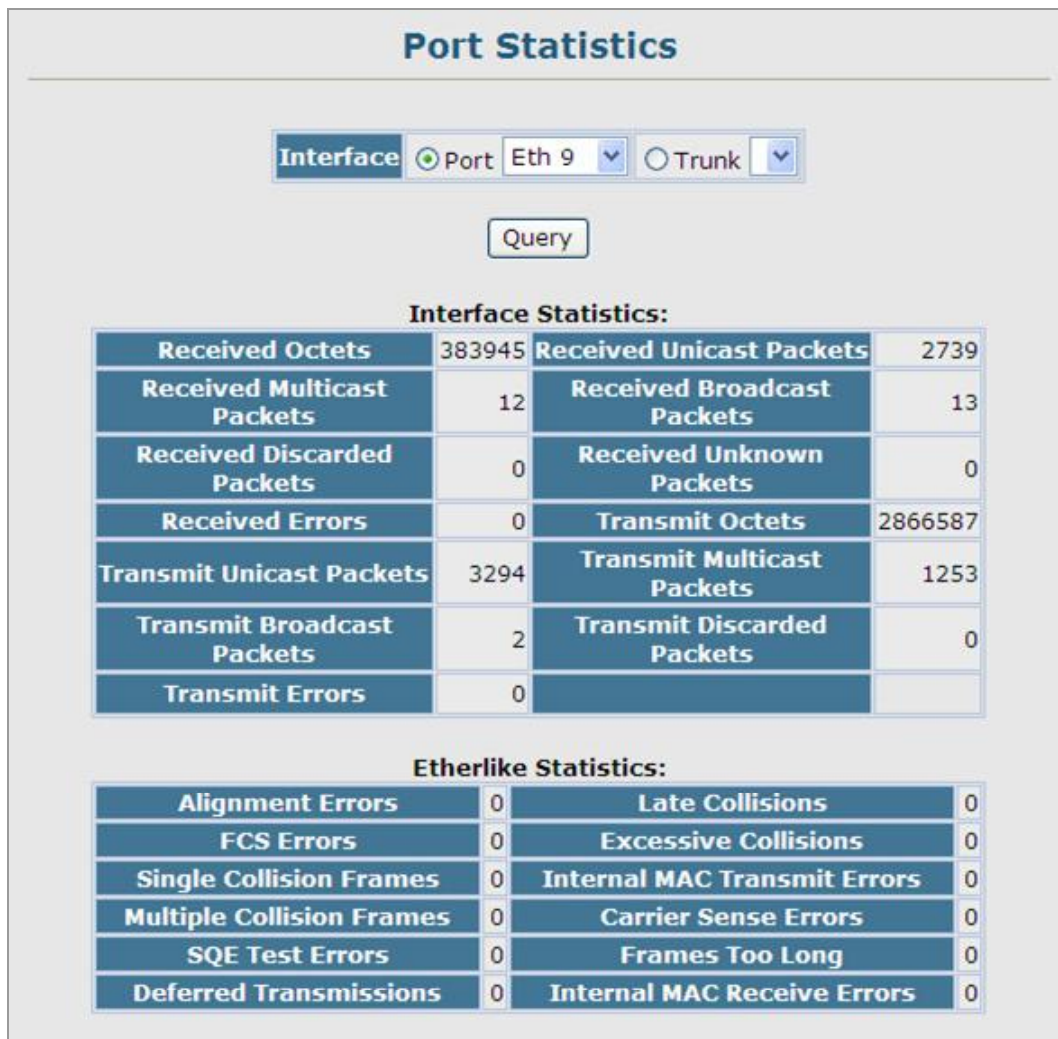 Port Statistics
Interface Port Eth 9 Trunk
Query
Interface Statistics:
Received Octets 383945 Received Unicast Packets 2739
Received Multicast Packets 12 Received Broadcast Packets 13
Received Discarded Packets 0 Received Unknown Packets 0
Received Errors 0 Transmit Octets 2866587
Transmit Unicast Packets 3294 Transmit Multicast Packets 1253
Transmit Broadcast Packets 2 Transmit Discarded Packets 0
Transmit Errors 0
Etherlike Statistics:
Alignment Errors 0 Late Collisions 0
FCS Errors 0 Excessive Collisions 0
Single Collision Frames 0 Internal MAC Transmit Errors 0
Multiple Collision Frames 0 Carrier Sense Errors 0
SQE Test Errors 0 Frames Too Long 0
Deferred Transmissions 0 Internal MAC Receive Errors 0